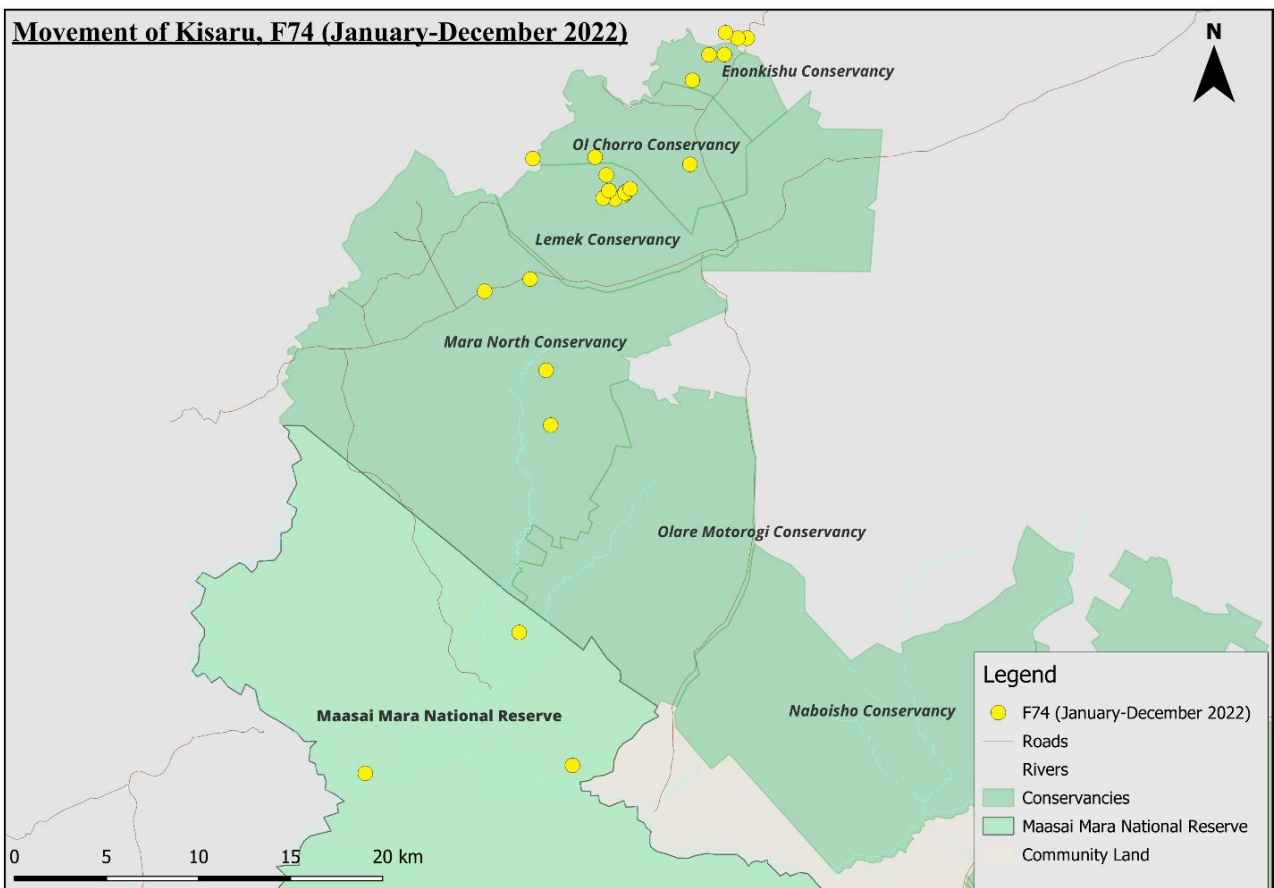 Movement of Kisaru, F74 (January-December 2022)
N
Enonkishu Conservancy
Ol Chorro Conservancy
Lemek Conservancy
Mara North Conservancy
Olare Motorogi Conservancy
Naboisho Conservancy
Maasai Mara National Reserve
Legend
F74 (January-December 2022)
Roads
Rivers
Conservancies
Maasai Mara National Reserve
Community Land
0 5 10 15 20 km